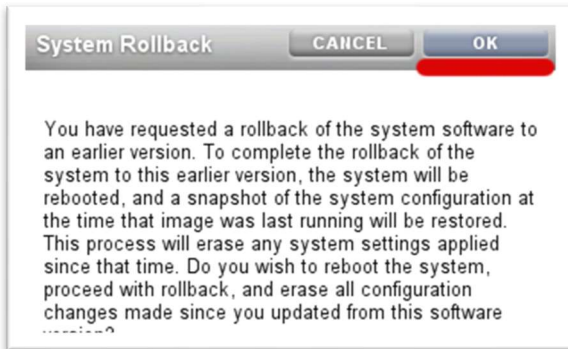 System Rollback CANCEL OK
You have requested a rollback of the system software to
an earlier version. To complete the rollback of the
system to this earlier version, the system will be
rebooted, and a snapshot of the system configuration at
the time that image was last running will be restored.
This process will erase any system settings applied
since that time. Do you wish to reboot the system,
proceed with rollback, and erase all configuration
changes made since you updated from this software